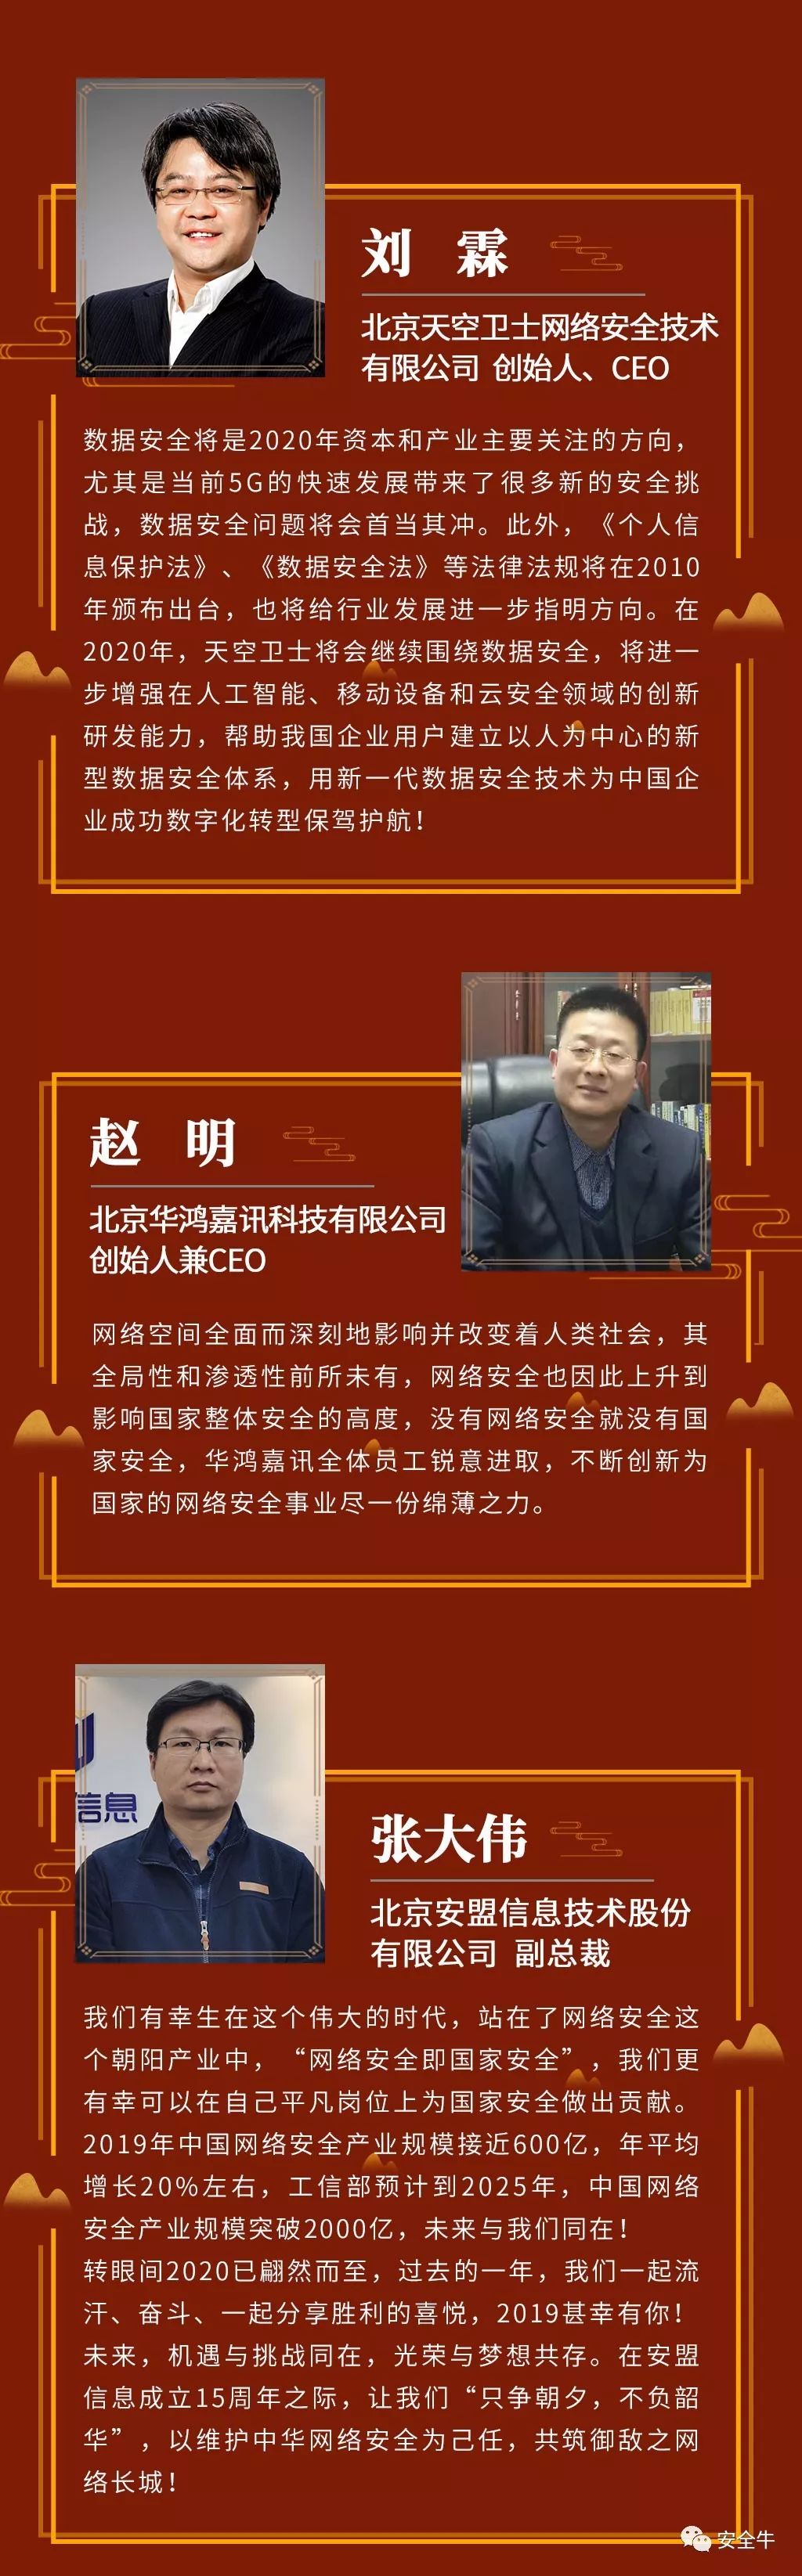 刘 霖
北京天空卫士网络安全技术
有限公司 创始人、CEO
数据安全将是2020年资本和产业主要关注的方向，
尤其是当前5G的快速发展带来了很多新的安全挑
战，数据安全问题将会首当其冲。此外，《个人信
息保护法》、《数据安全法》等法律法规将在2010
年颁布出台，也将给行业发展进一步指明方向。在
2020年，天空卫士将会继续围绕数据安全，将进一
步增强在人工智能、移动设备和云安全领域的创新
研发能力，帮助我国企业用户建立以人为中心的新
型数据安全体系，用新一代数据安全技术为中国企
业成功数字化转型保驾护航！
赵 明
北京华鸿嘉讯科技有限公司
创始人兼CEO
网络空间全面而深刻地影响并改变着人类社会，其
全局性和渗透性前所未有，网络安全也因此上升到
影响国家整体安全的高度，没有网络安全就没有国
家安全，华鸿嘉讯全体员工锐意进取，不断创新为
国家的网络安全事业尽一份绵薄之力。
信息
张大伟
北京安盟信息技术股份
有限公司 副总裁
我们有幸生在这个伟大的时代，站在了网络安全这
个朝阳产业中，“网络安全即国家安全”，我们更
有幸可以在自己平凡岗位上为国家安全做出贡献。
2019年中国网络安全产业规模接近600亿，年平均
增长20%左右，工信部预计到2025年，中国网络
安全产业规模突破2000亿，未来与我们同在！
转眼间2020已翩然而至，过去的一年，我们一起流
汗、奋斗、一起分享胜利的喜悦，2019甚幸有你！
未来，机遇与挑战同在，光荣与梦想共存。在安盟
信息成立15周年之际，让我们“只争朝夕，不负韶
华”，以维护中华网络安全为己任，共筑御敌之网
络长城！
安全牛